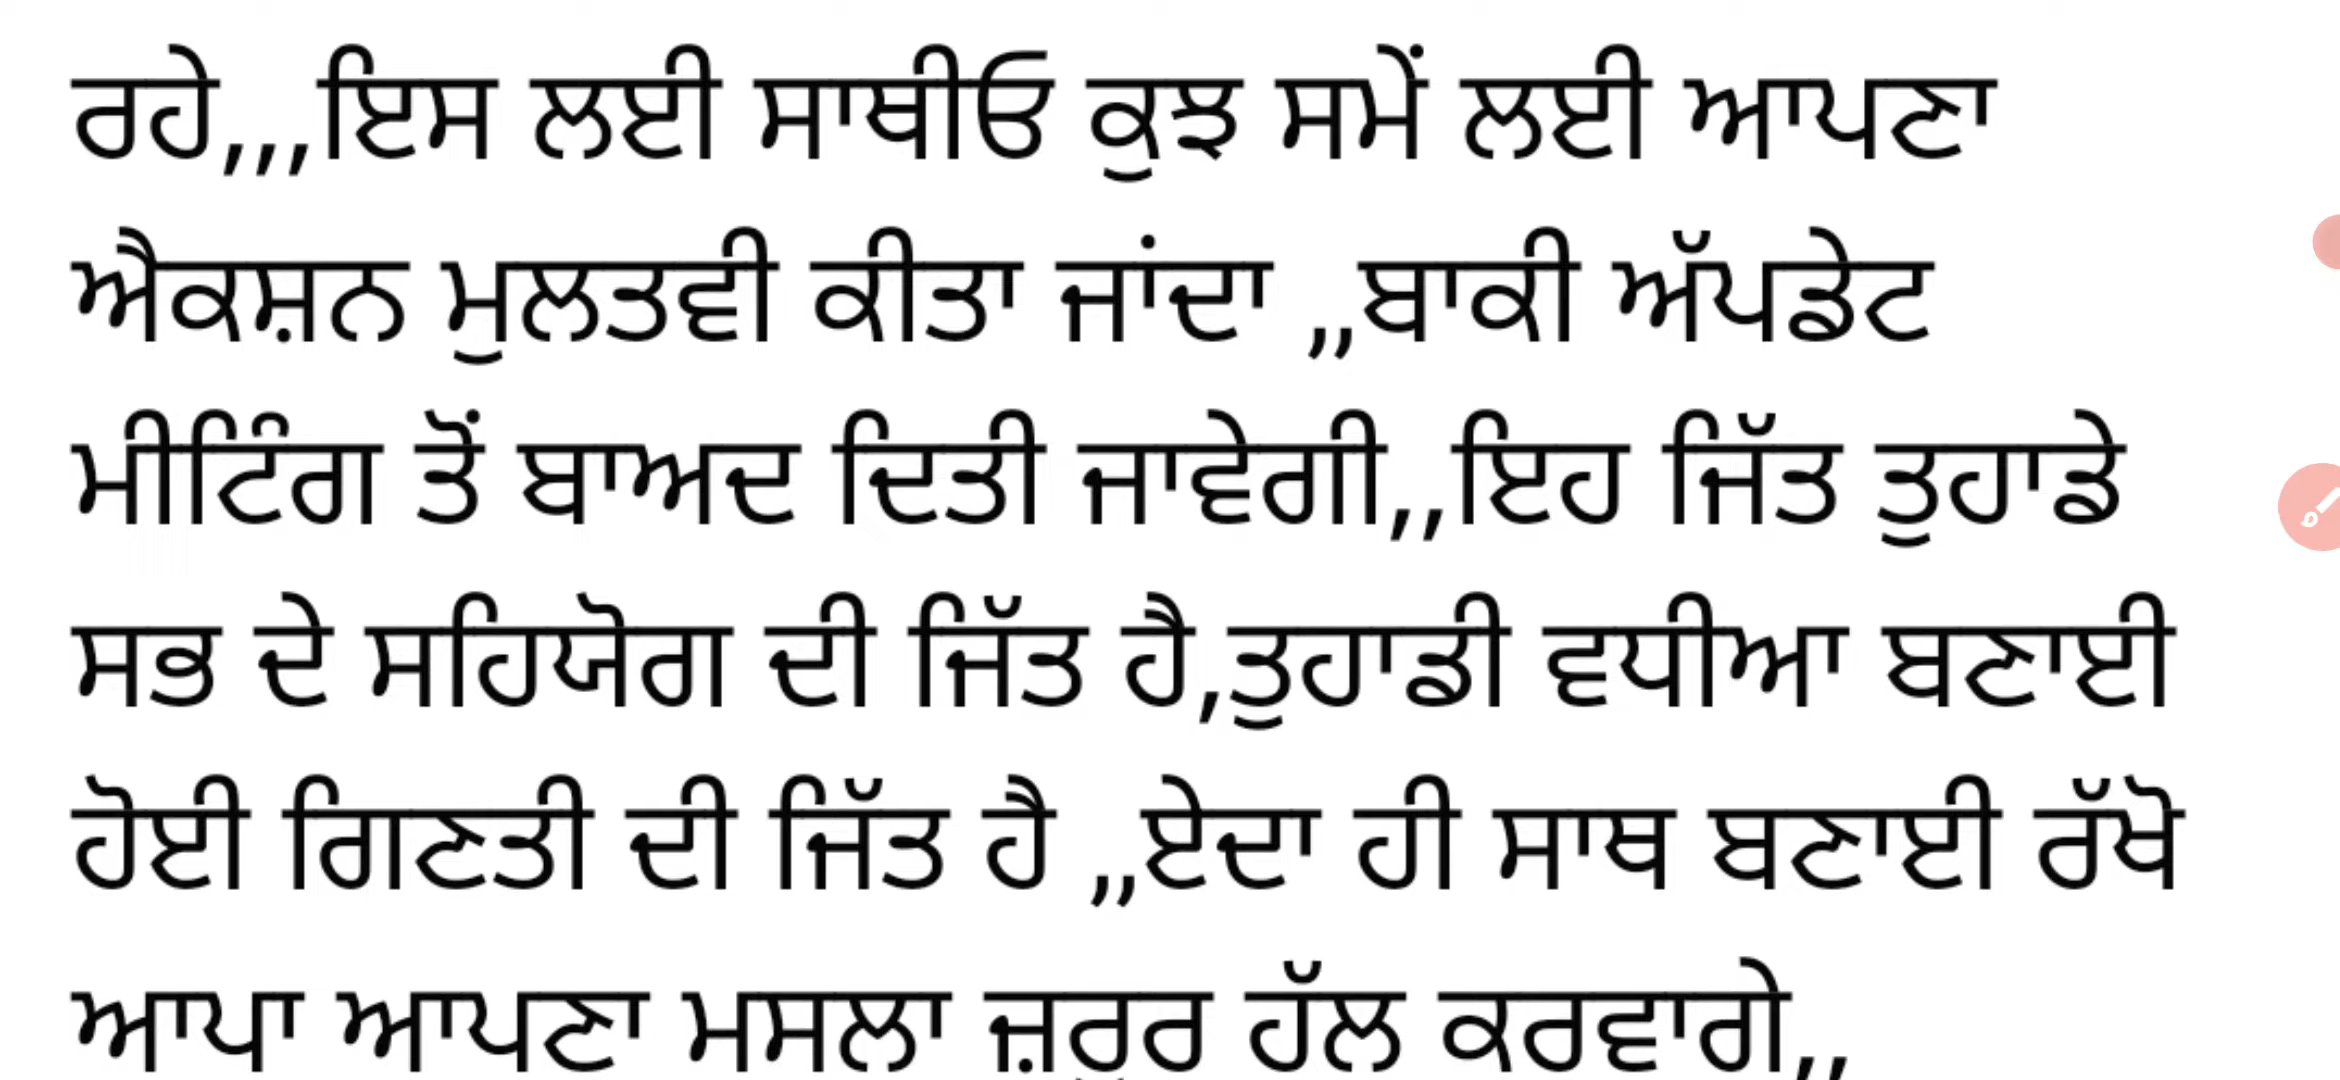 ਰਹੇ,,,ਇਸ ਲਈ ਸਾਥੀਓ ਕੁਝ ਸਮੇਂ ਲਈ ਆਪਣਾ
ਐਕਸ਼ਨ ਮੁਲਤਵੀ ਕੀਤਾ ਜਾਂਦਾ ,,ਬਾਕੀ ਅੱਪਡੇਟ
ਮੀਟਿੰਗ ਤੋਂ ਬਾਅਦ ਦਿਤੀ ਜਾਵੇਗੀ,,ਇਹ ਜਿੱਤ ਤੁਹਾਡੇ
ਸਭ ਦੇ ਸਹਿਯੋਗ ਦੀ ਜਿੱਤ ਹੈ,ਤੁਹਾਡੀ ਵਧੀਆ ਬਣਾਈ
ਹੋਈ ਗਿਣਤੀ ਦੀ ਜਿੱਤ ਹੈ ,,ਏਦਾ ਹੀ ਸਾਥ ਬਣਾਈ ਰੱਖੋ
ਆਪਾ ਆਪਣਾ ਮਸਲਾ ਜ਼ਰੂਰ ਹੱਲ ਕਰਵਾਗੇ,,